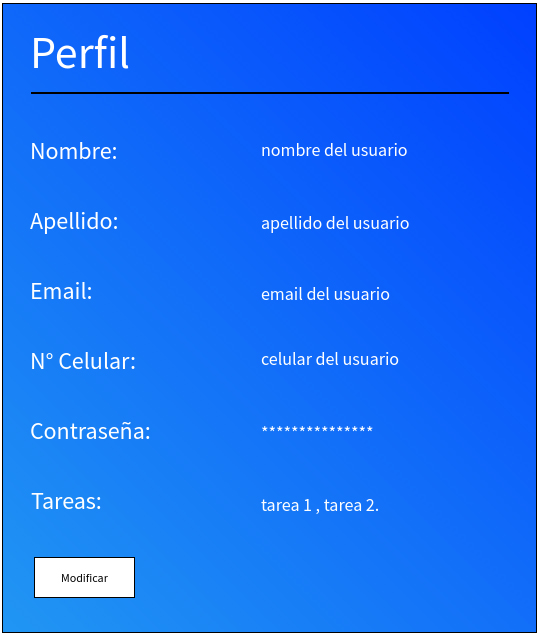 Perfil
Nombre: nombre del usuario
Apellido: apellido del usuario
Email: email del usuario
N° Celular: celular del usuario
Contraseña: ***************
Tareas: tarea 1 , tarea 2.
Modificar